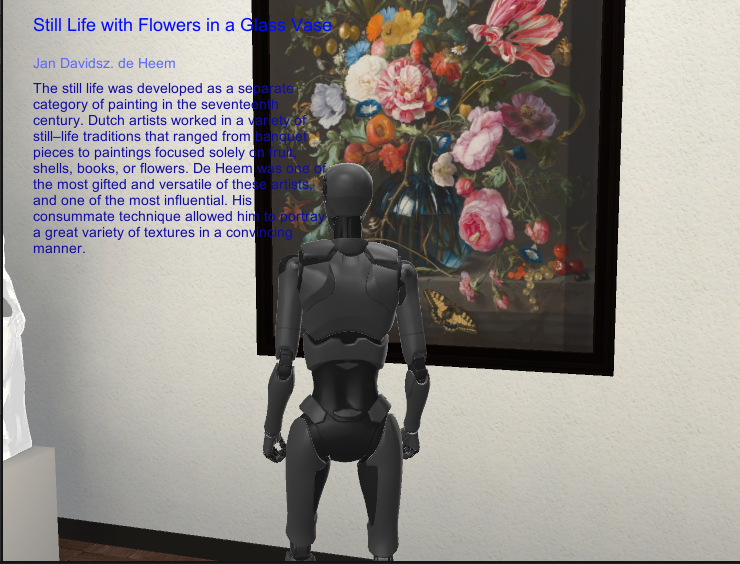 Still Life with Flowers in a Glass Vase
Jan Davidsz. de Heem
The still life was developed as a separate
category of painting in the seventeenth
century. Dutch artists worked in a variety of
still–life traditions that ranged from banquet
pieces to paintings focused solely on fruit,
shells, books, or flowers. De Heem was one of
the most gifted and versatile of these artists,
and one of the most influential. His
consummate technique allowed him to portray
a great variety of textures in a convincing
manner.